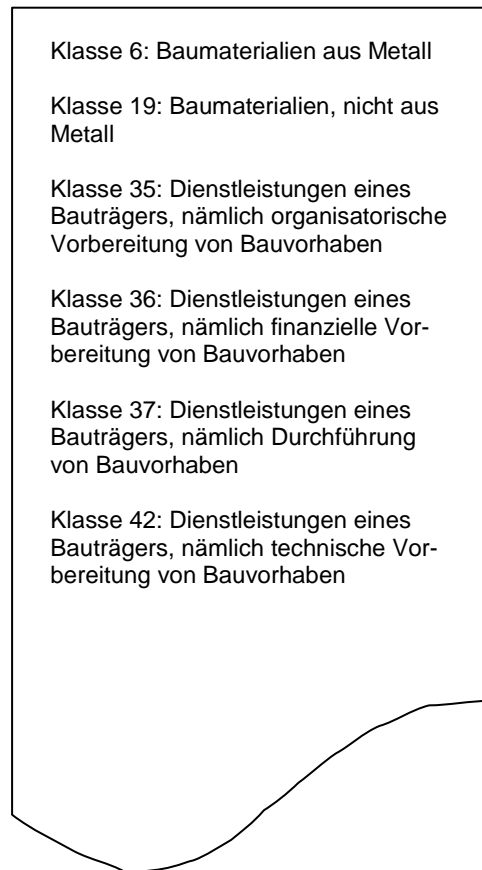 Klasse 6: Baumaterialien aus Metall
Klasse 19: Baumaterialien, nicht aus
Metall
Klasse 35: Dienstleistungen eines
Bauträgers, nämlich organisatorische
Vorbereitung von Bauvorhaben
Klasse 36: Dienstleistungen eines
Bauträgers, nämlich finanzielle Vor-
bereitung von Bauvorhaben
Klasse 37: Dienstleistungen eines
Bauträgers, nämlich Durchführung
von Bauvorhaben
Klasse 42: Dienstleistungen eines
Bauträgers, nämlich technische Vor-
bereitung von Bauvorhaben